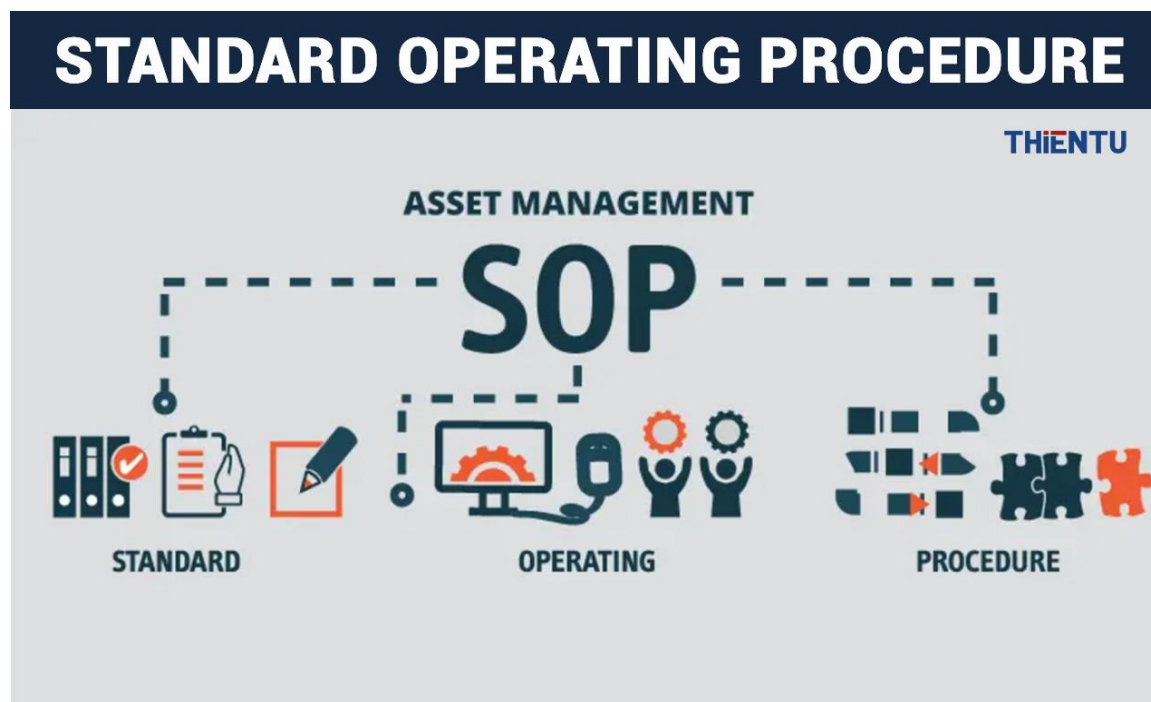 STANDARD OPERATING PROCEDURE
THiENTU
ASSET MANAGEMENT
SOP
STANDARD
OPERATING
PROCEDURE